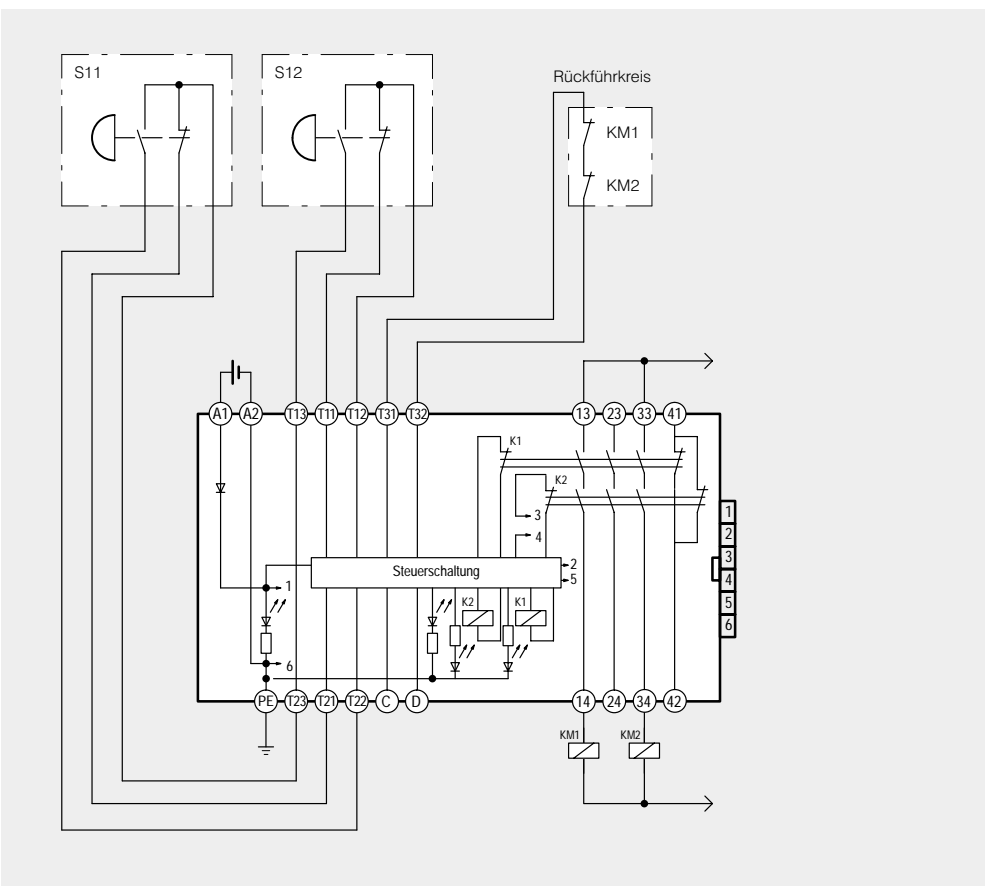 S11
S12
Rückführkreis
KM1
KM2
A1 A2 T13 T11 T12 T31 T32 13 23 33 41
K1
K2
3
4
1
2
3
4
5
6
Steuerschaltung
2
5
1
K2
K1
6
PE T23 T21 T22 C D 14 24 34 42
KM1
KM2